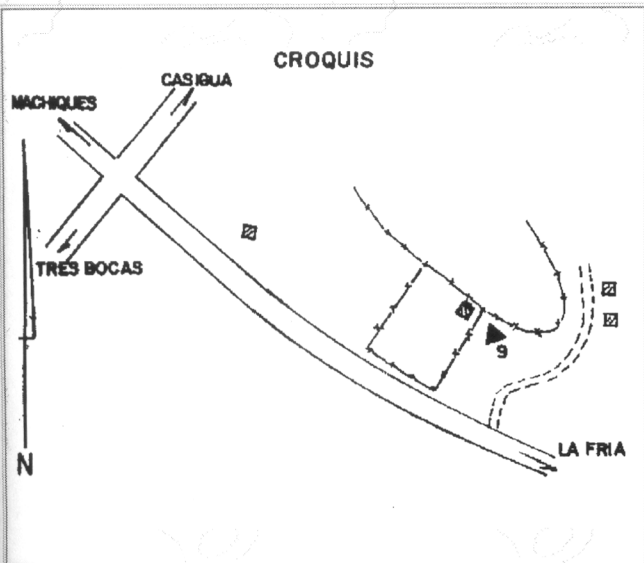 CROQUIS
CASIGUA
MACHIQUES
TRES BOCAS
9
LA FRIA
N